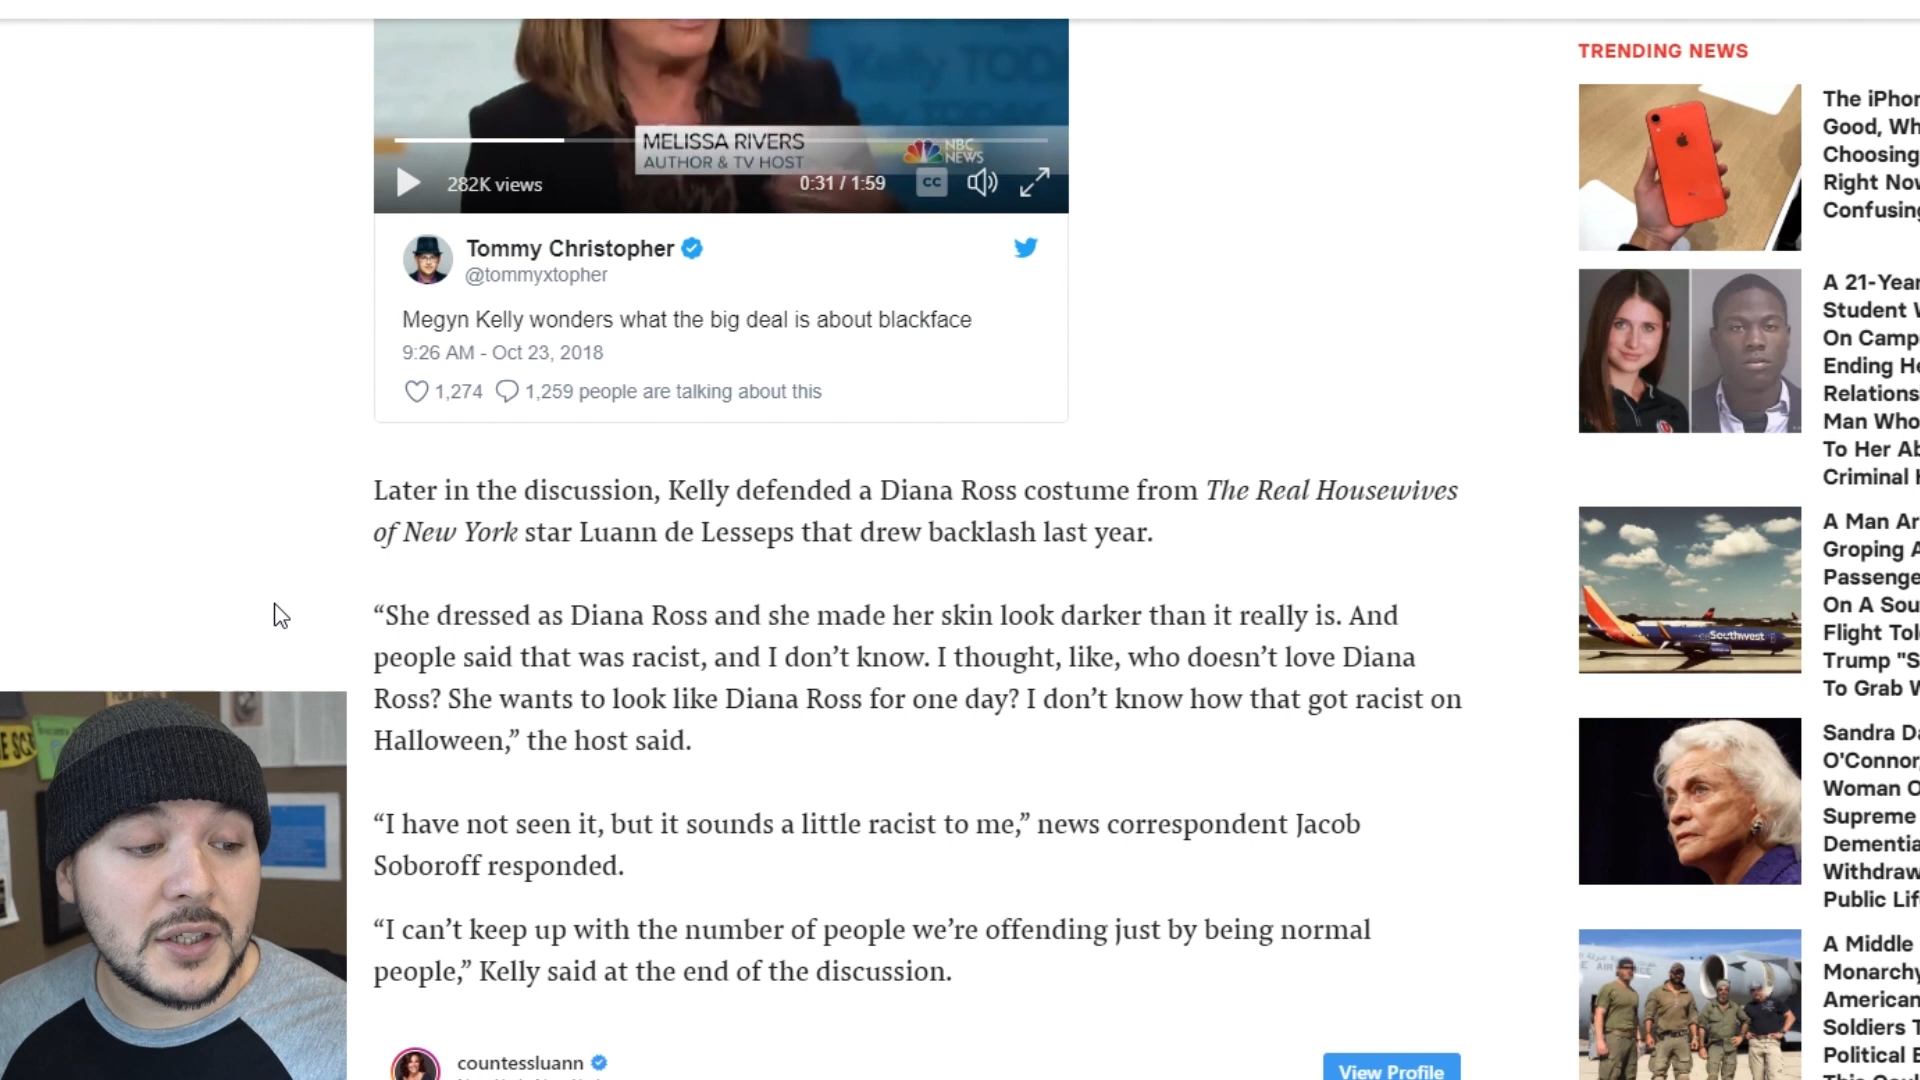 MELISSA RIVERS
AUTHOR & TV HOST
NBC
NEWS
282K views
0:31 / 1:59
CC
Tommy Christopher
@tommyxtopher
Megyn Kelly wonders what the big deal is about blackface
9:26 AM - Oct 23, 2018
1,274
1,259 people are talking about this
Later in the discussion, Kelly defended a Diana Ross costume from The Real Housewives
of New York star Luann de Lesseps that drew backlash last year.
“She dressed as Diana Ross and she made her skin look darker than it really is. And
people said that was racist, and I don’t know. I thought, like, who doesn’t love Diana
Ross? She wants to look like Diana Ross for one day? I don’t know how that got racist on
Halloween,” the host said.
“I have not seen it, but it sounds a little racist to me,” news correspondent Jacob
Soboroff responded.
“I can’t keep up with the number of people we’re offending just by being normal
people,” Kelly said at the end of the discussion.
countessluann
View Profile
TRENDING NEWS
The iPhon
Good, Wh
Choosing
Right Now
Confusing
A 21-Year
Student W
On Camp
Ending He
Relations
Man Who
To Her Ab
Criminal H
A Man Ar
Groping A
Passenge
On A Sou
Flight Tol
Trump "S
To Grab W
Southwest
Sandra Da
O'Connor,
Woman O
Supreme
Dementia
Withdraw
Public Lif
A Middle
Monarchy
American
Soldiers T
Political E